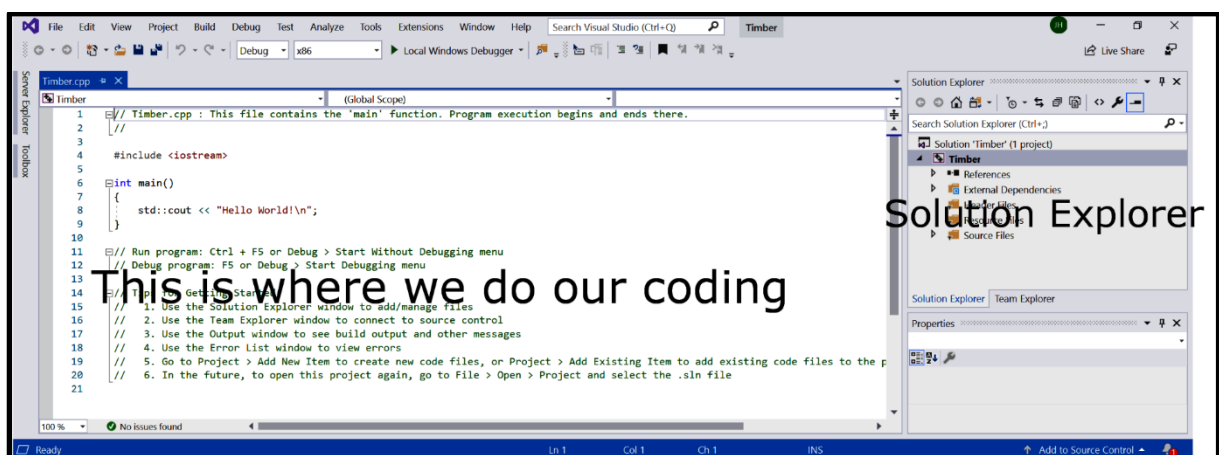 File Edit View Project Build Debug Test Analyze Tools Extensions Window Help Search Visual Studio (Ctrl+Q) Timber JH
Debug x86 Local Windows Debugger Live Share
Server Explorer
Toolbox
Timber.cpp
Timber (Global Scope)
1 // Timber.cpp : This file contains the 'main' function. Program execution begins and ends there.
2 //
3
4 #include <iostream>
5
6 int main()
7 {
8 std::cout << "Hello World!\n";
9 }
10
11 // Run program: Ctrl + F5 or Debug > Start Without Debugging menu
12 // Debug program: F5 or Debug > Start Debugging menu
13
14 // Tips for Getting Started:
15 // 1. Use the Solution Explorer window to add/manage files
16 // 2. Use the Team Explorer window to connect to source control
17 // 3. Use the Output window to see build output and other messages
18 // 4. Use the Error List window to view errors
19 // 5. Go to Project > Add New Item to create new code files, or Project > Add Existing Item to add existing code files to the p
20 // 6. In the future, to open this project again, go to File > Open > Project and select the .sln file
21
This is where we do our coding
100 % No issues found
Solution Explorer
Search Solution Explorer (Ctrl+;)
Solution 'Timber' (1 project)
Timber
References
External Dependencies
Header Files
Resource Files
Source Files
Solution Explorer
Solution Explorer Team Explorer
Properties
Ready Ln 1 Col 1 Ch 1 INS Add to Source Control 1